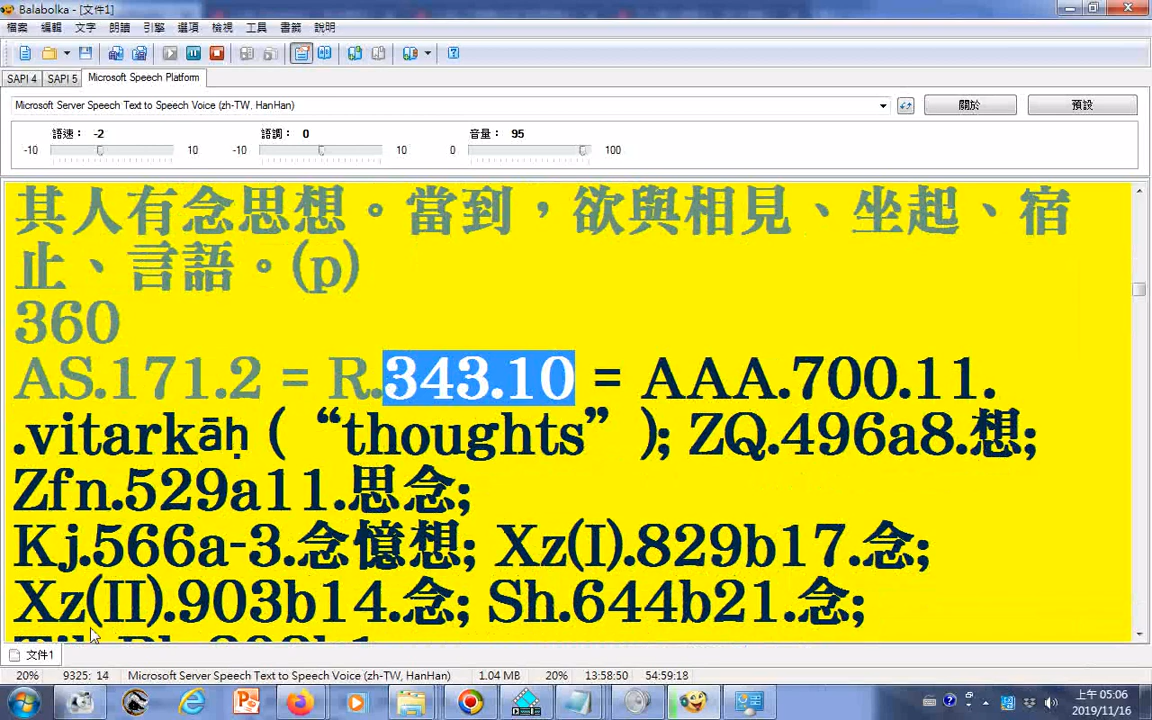 Balabolka - [文件1]
檔案 編輯 文字 朗讀 引擎 選項 檢視 工具 書籤 說明
SAPI 4 SAPI 5 Microsoft Speech Platform
Microsoft Server Speech Text to Speech Voice (zh-TW, HanHan) 關於 預設
語速： -2 語調： 0 音量： 95
-10 10 -10 10 0 100
其人有念思想。當到，欲與相見、坐起、宿
止、言語。(p)
360
AS.171.2 = R.343.10 = AAA.700.11.
.vitarkāḥ (“thoughts”); ZQ.496a8.想;
Zfn.529a11.思念;
Kj.566a-3.念憶想; Xz(I).829b17.念;
Xz(II).903b14.念; Sh.644b21.念;
文件1
20% 9325: 14 Microsoft Server Speech Text to Speech Voice (zh-TW, HanHan) 1.04 MB 20% 13:58:50 54:59:18
上午 05:06
2019/11/16